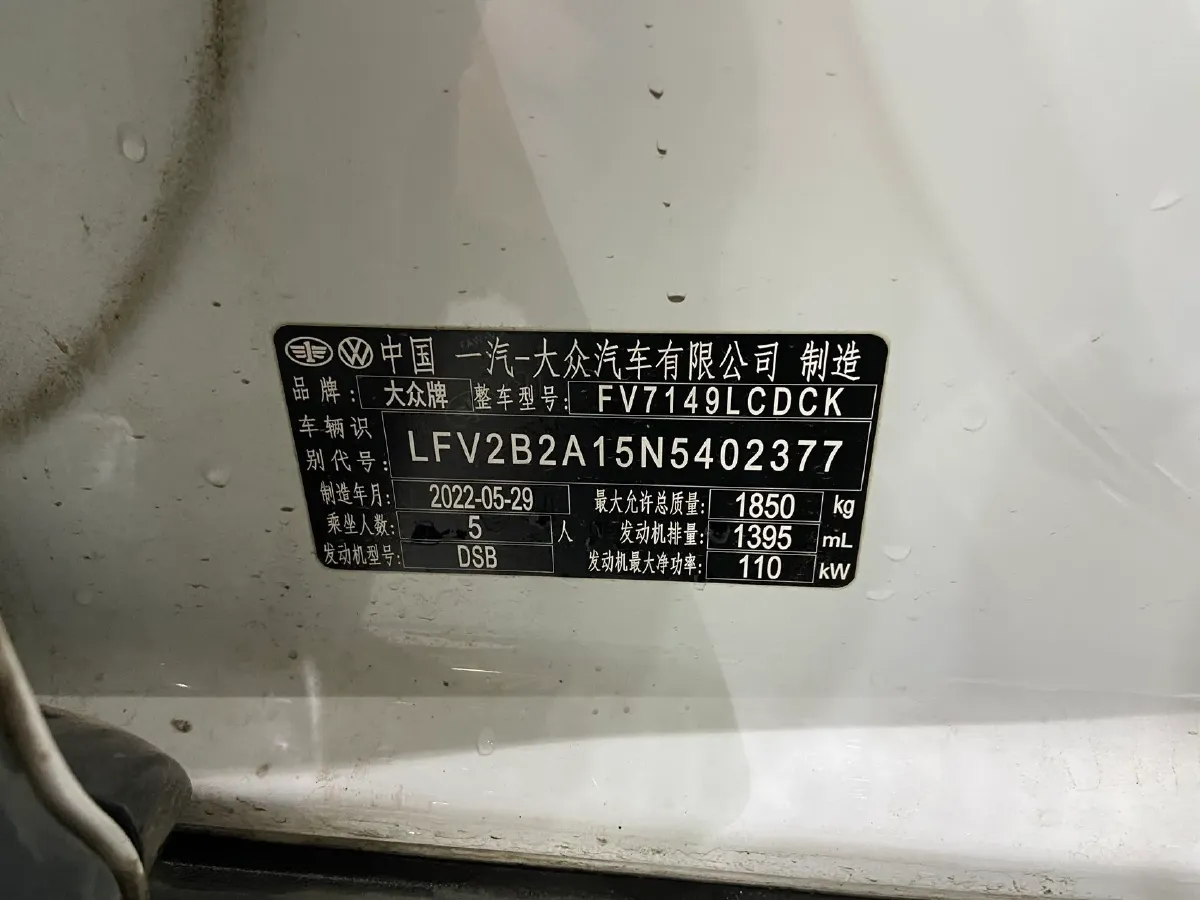 中国 一汽-大众汽车有限公司 制造
品牌: 大众牌 整车型号: FV7149LCDCK
车辆识别代号: LFV2B2A15N5402377
制造年月: 2022-05-29 最大允许总质量: 1850 kg
乘坐人数: 5 人 发动机排量: 1395 mL
发动机型号: DSB 发动机最大净功率: 110 kW